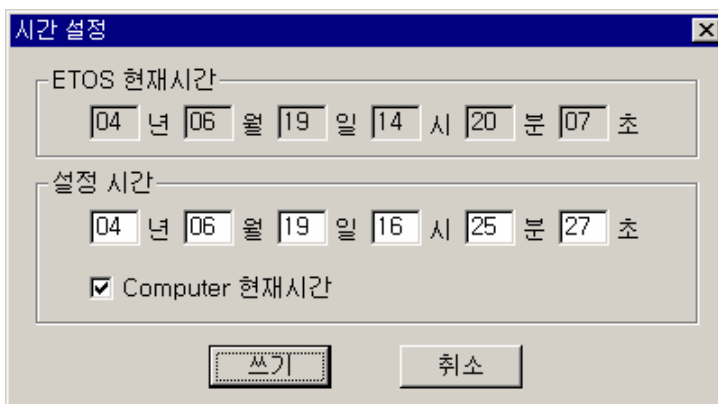 시간 설정
ETOS 현재시간
04 년 06 월 19 일 14 시 20 분 07 초
설정 시간
04 년 06 월 19 일 16 시 25 분 27 초
Computer 현재시간
쓰기 취소